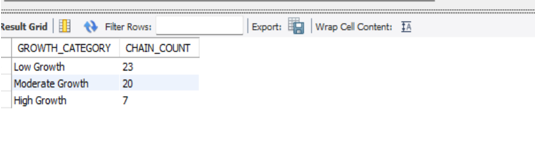 Result Grid Filter Rows: Export: Wrap Cell Content:
GROWTH_CATEGORY CHAIN_COUNT
Low Growth 23
Moderate Growth 20
High Growth 7